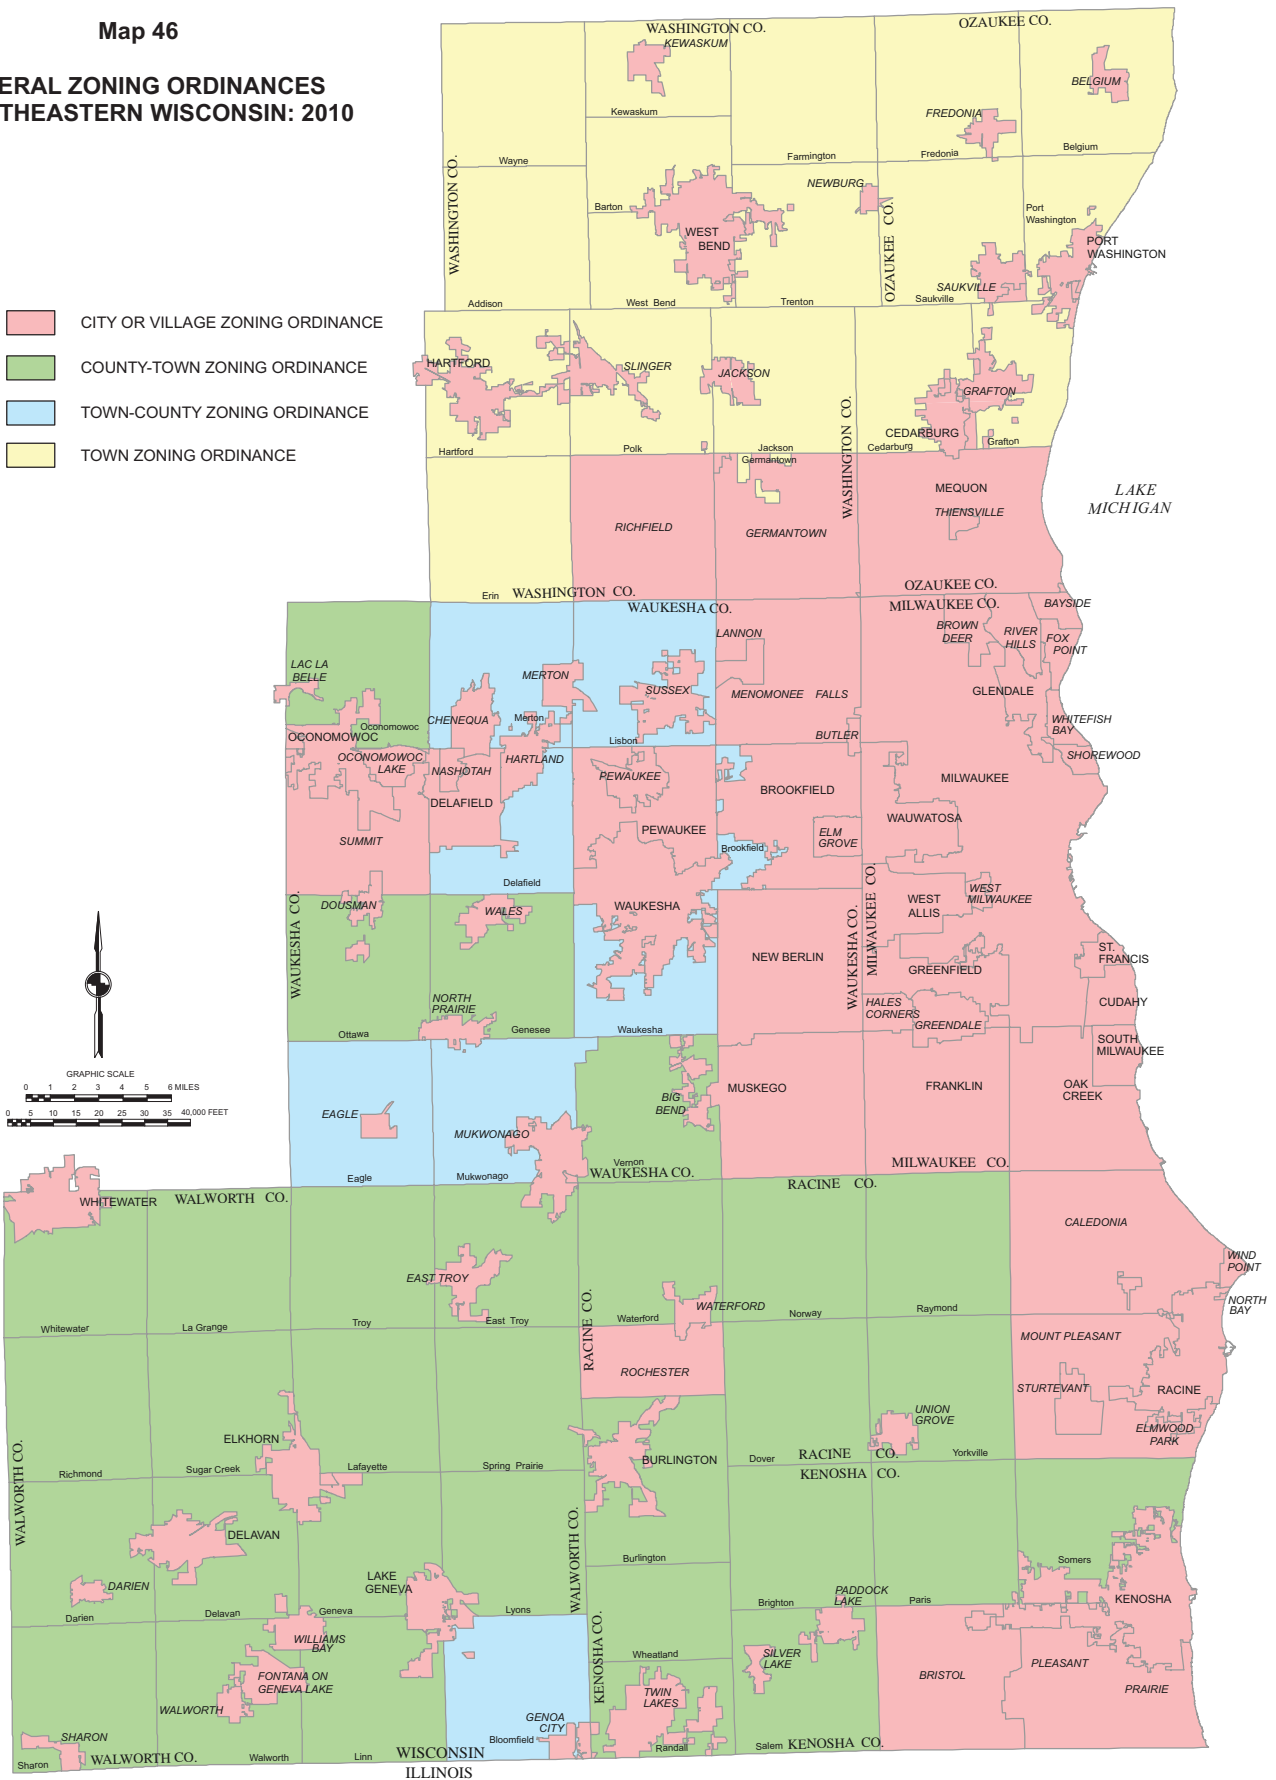 Map 46
ERAL ZONING ORDINANCES
THEASTERN WISCONSIN: 2010
CITY OR VILLAGE ZONING ORDINANCE
COUNTY-TOWN ZONING ORDINANCE
TOWN-COUNTY ZONING ORDINANCE
TOWN ZONING ORDINANCE
WASHINGTON CO.
OZAUKEE CO.
KEWASKUM
BELGIUM
Kewaskum
FREDONIA
Wayne
Farmington
Fredonia
Belgium
WASHINGTON CO.
NEWBURG
Barton
OZAUKEE CO.
Port
Washington
WEST
BEND
PORT
WASHINGTON
SAUKVILLE
Addison
West Bend
Trenton
Saukville
HARTFORD
SLINGER
JACKSON
GRAFTON
WASHINGTON CO.
CEDARBURG
Hartford
Polk
Jackson
Cedarburg
Grafton
Germantown
MEQUON
THIENSVILLE
LAKE
MICHIGAN
RICHFIELD
GERMANTOWN
Erin
WASHINGTON CO.
OZAUKEE CO.
WAUKESHA CO.
MILWAUKEE CO.
BAYSIDE
LANNON
BROWN
DEER
RIVER
HILLS
FOX
POINT
LAC LA
BELLE
MERTON
SUSSEX
MENOMONEE FALLS
GLENDALE
CHENEQUA
Merton
Oconomowoc
OCONOMOWOC
Lisbon
BUTLER
WHITEFISH
BAY
SHOREWOOD
OCONOMOWOC
LAKE
NASHOTAH
HARTLAND
PEWAUKEE
BROOKFIELD
MILWAUKEE
DELAFIELD
PEWAUKEE
WAUWATOSA
SUMMIT
ELM
GROVE
Brookfield
Delafield
WAUKESHA CO.
DOUSMAN
WALES
WAUKESHA
WAUKESHA CO.
MILWAUKEE CO.
WEST
ALLIS
WEST
MILWAUKEE
NEW BERLIN
GREENFIELD
ST.
FRANCIS
NORTH
PRAIRIE
HALES
CORNERS
GREENDALE
CUDAHY
Ottawa
Genesee
Waukesha
SOUTH
MILWAUKEE
GRAPHIC SCALE
0 1 2 3 4 5 6 MILES
0 5 10 15 20 25 30 35 40,000 FEET
EAGLE
MUKWONAGO
BIG
BEND
MUSKEGO
FRANKLIN
OAK
CREEK
Eagle
Mukwonago
Vernon
WAUKESHA CO.
MILWAUKEE CO.
WHITEWATER
WALWORTH CO.
RACINE CO.
CALEDONIA
WIND
POINT
NORTH
BAY
EAST TROY
RACINE CO.
WATERFORD
Whitewater
La Grange
Troy
East Troy
Waterford
Norway
Raymond
MOUNT PLEASANT
ROCHESTER
STURTEVANT
RACINE
ELMWOOD
PARK
UNION
GROVE
WALWORTH CO.
ELKHORN
BURLINGTON
Richmond
Sugar Creek
Lafayette
Spring Prairie
Dover
RACINE CO.
Yorkville
KENOSHA CO.
DELAVAN
WALWORTH CO.
Burlington
Somers
DARIEN
LAKE
GENEVA
PADDOCK
LAKE
KENOSHA
Darien
Delavan
Geneva
Lyons
Brighton
Paris
WILLIAMS
BAY
KENOSHA CO.
Wheatland
SILVER
LAKE
BRISTOL
PLEASANT
PRAIRIE
FONTANA ON
GENEVA LAKE
WALWORTH
TWIN
LAKES
SHARON
GENOA
CITY
Bloomfield
Randall
Salem
KENOSHA CO.
Sharon
WALWORTH CO.
Walworth
Linn
WISCONSIN
ILLINOIS